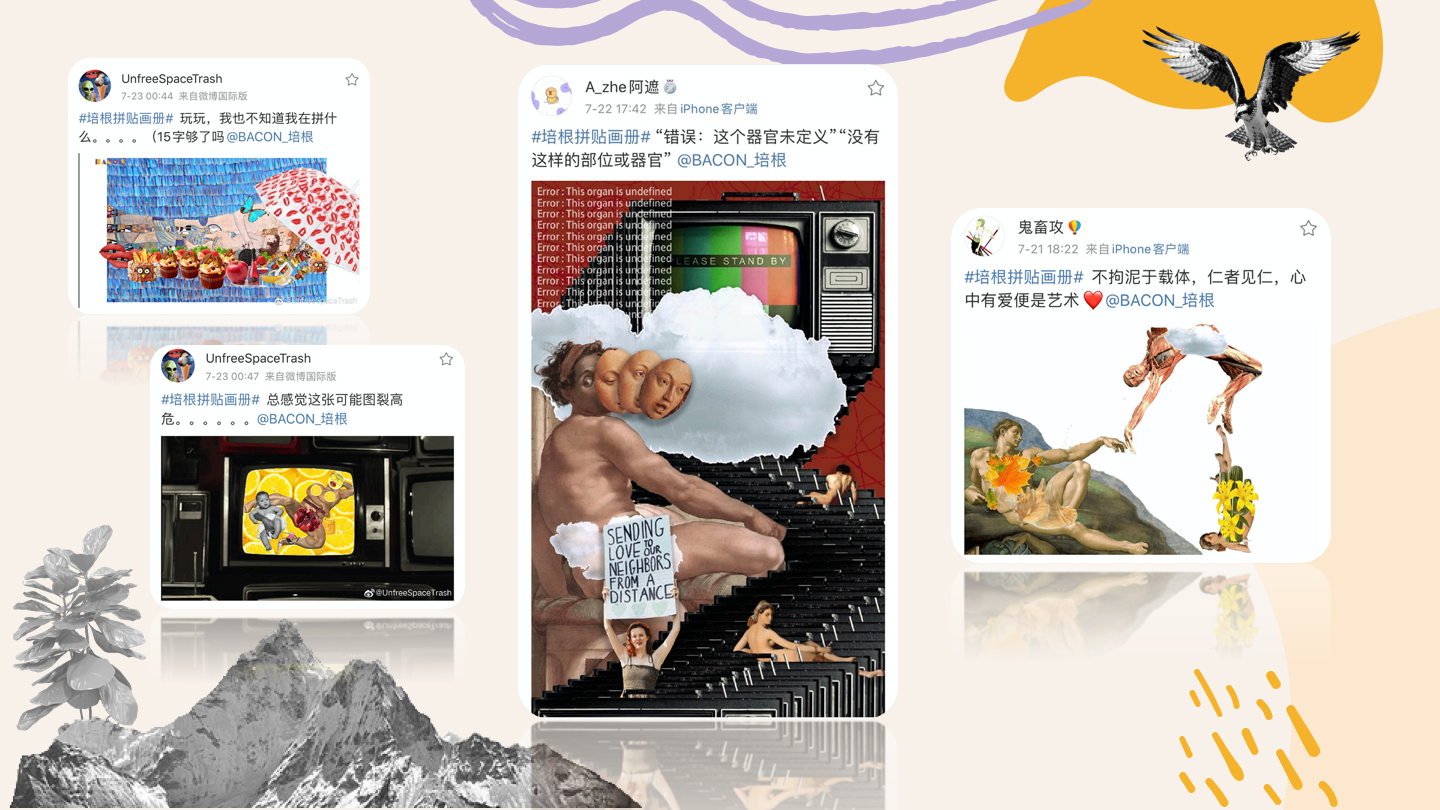 UnfreeSpaceTrash
7-23 00:44 来自微博国际版
#培根拼贴画册# 玩玩，我也不知道我在拼什
么。。。。（15字够了吗@BACON_培根
UnfreeSpaceTrash
7-23 00:47 来自微博国际版
#培根拼贴画册# 总感觉这张可能图裂高
危。。。。。。@BACON_培根
@UnfreeSpaceTrash
A_zhe阿遮
7-22 17:42 来自iPhone客户端
#培根拼贴画册# “错误：这个器官未定义”“没有
这样的部位或器官” @BACON_培根
Error : This organ is undefined
Error : This organ is undefined
Error : This organ is undefined
Error : This organ is undefined
Error : This organ is undefined
Error : This organ is undefined
Error : This organ is undefined
Error : This organ is undefined
Error : This organ is undefined
Error : This organ is undefined
Error : This organ is undefined
LEASE STAND BY
SENDING
LOVE TO
OUR
NEIGHBORS
FROM A
DISTANCE
鬼畜攻
7-21 18:22 来自iPhone客户端
#培根拼贴画册# 不拘泥于载体，仁者见仁，心
中有爱便是艺术 @BACON_培根